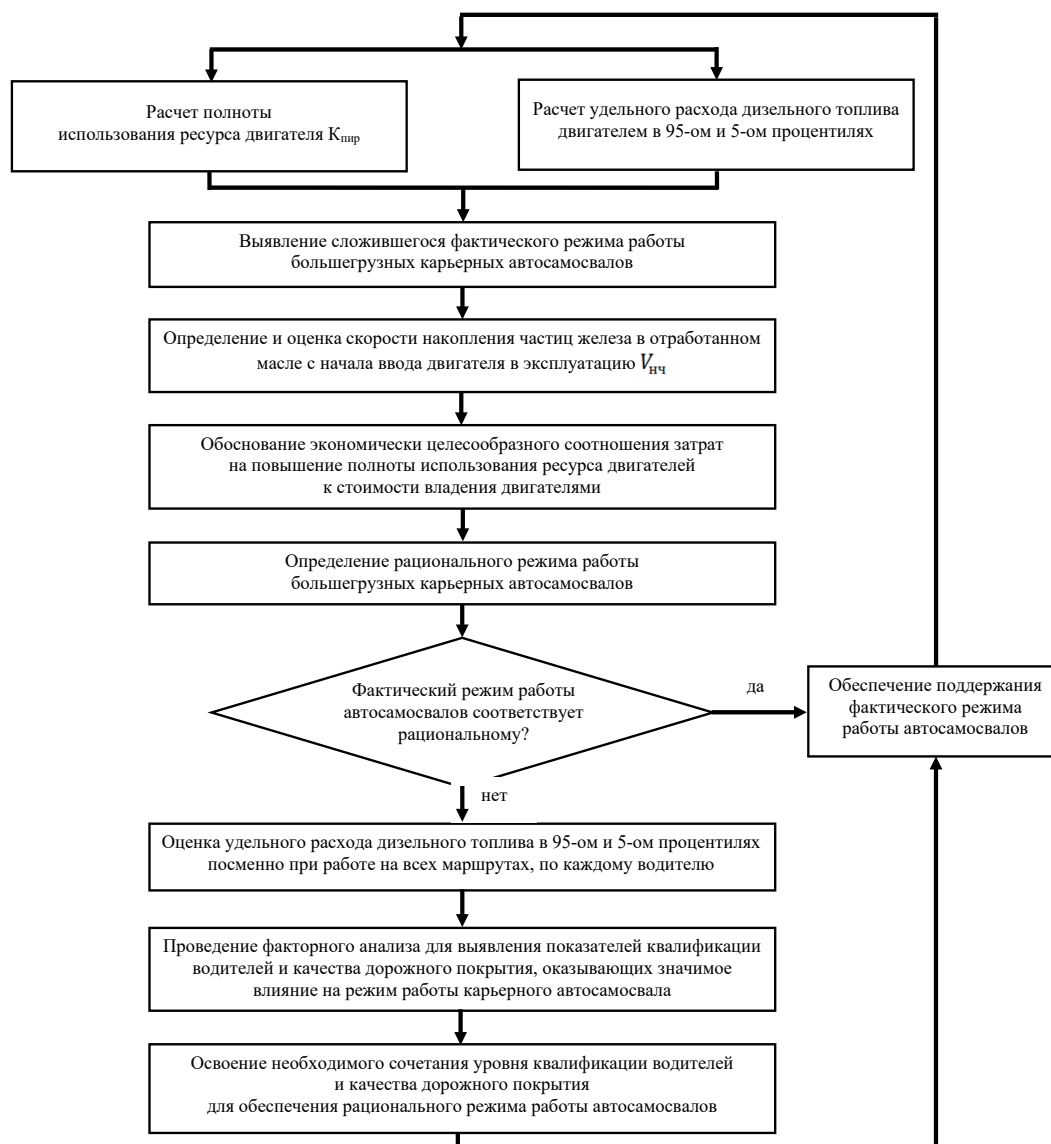 Расчет полноты
использования ресурса двигателя Kпир
Расчет удельного расхода дизельного топлива
двигателем в 95-ом и 5-ом процентилях
Выявление сложившегося фактического режима работы
большегрузных карьерных автосамосвалов
Определение и оценка скорости накопления частиц железа в отработанном
масле с начала ввода двигателя в эксплуатацию Vнч
Обоснование экономически целесообразного соотношения затрат
на повышение полноты использования ресурса двигателей
к стоимости владения двигателями
Определение рационального режима работы
большегрузных карьерных автосамосвалов
Фактический режим работы
автосамосвалов соответствует
рациональному?
да
Обеспечение поддержания
фактического режима
работы автосамосвалов
нет
Оценка удельного расхода дизельного топлива в 95-ом и 5-ом процентилях
посменно при работе на всех маршрутах, по каждому водителю
Проведение факторного анализа для выявления показателей квалификации
водителей и качества дорожного покрытия, оказывающих значимое
влияние на режим работы карьерного автосамосвала
Освоение необходимого сочетания уровня квалификации водителей
и качества дорожного покрытия
для обеспечения рационального режима работы автосамосвалов